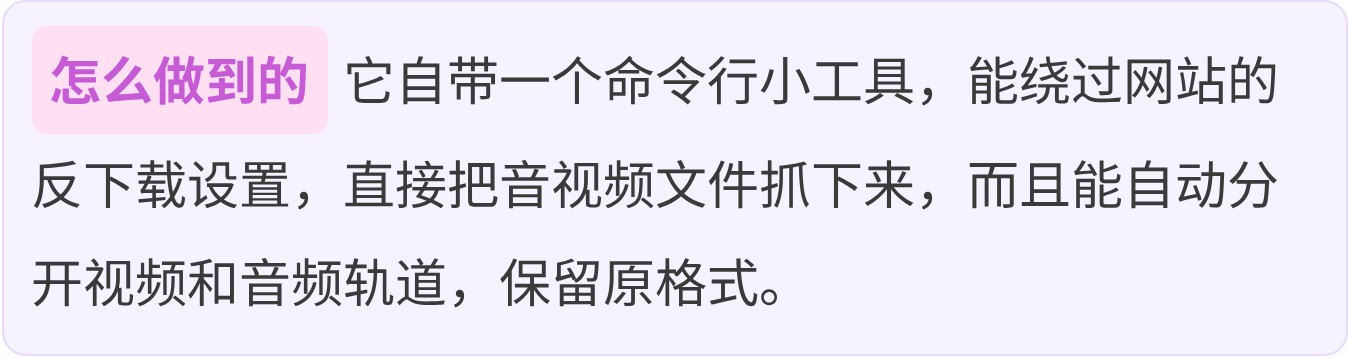 怎么做到的 它自带一个命令行小工具，能绕过网站的
反下载设置，直接把音视频文件抓下来，而且能自动分
开视频和音频轨道，保留原格式。